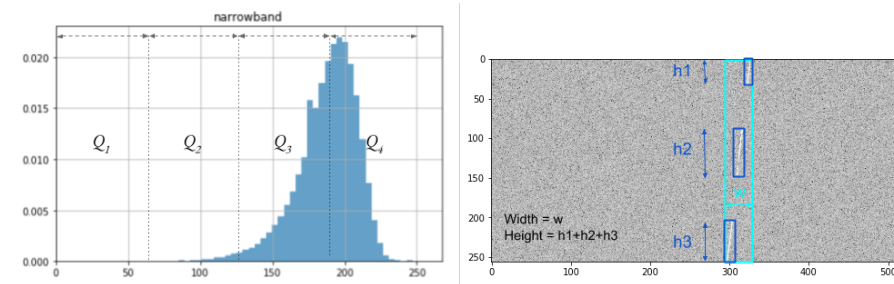 narrowband
0.020
0.015
0.010
0.005
0.000
Q1 Q2 Q3 Q4
0 50 100 150 200 250
0
50
100
150
200
250
h1
h2
w
h3
Width = w
Height = h1+h2+h3
0 100 200 300 400 500